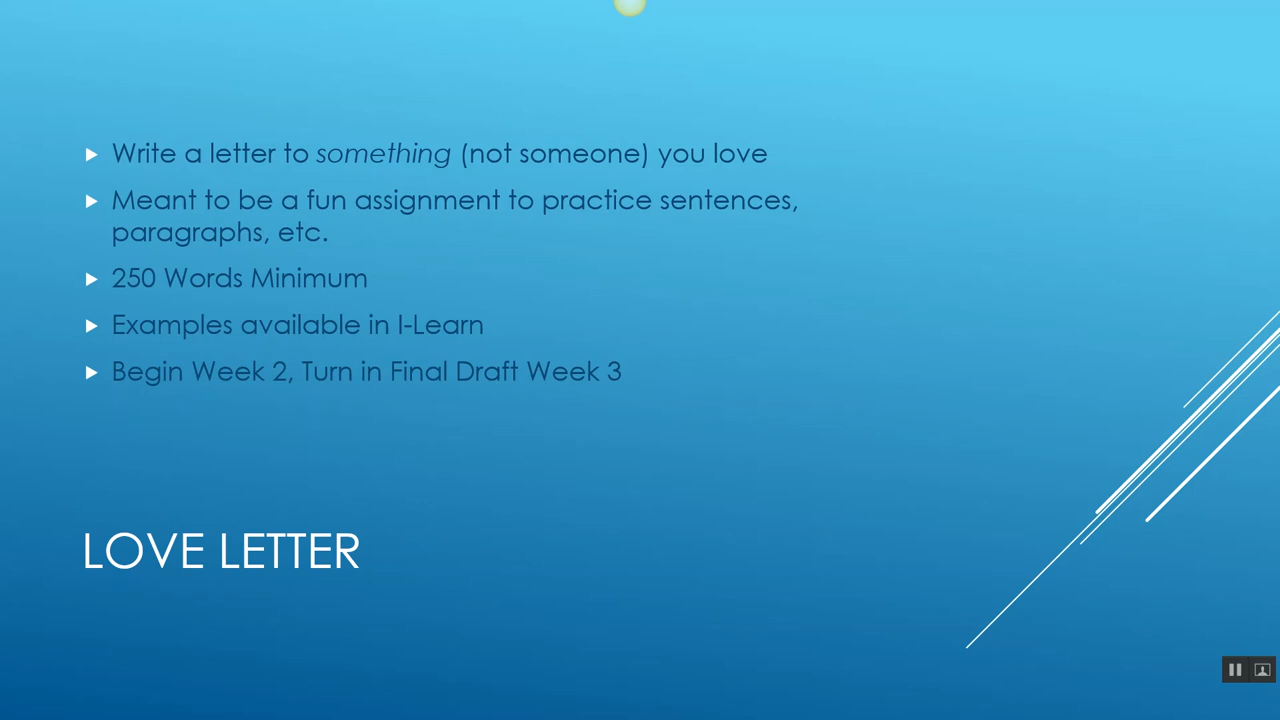 Write a letter to something (not someone) you love
Meant to be a fun assignment to practice sentences,
paragraphs, etc.
250 Words Minimum
Examples available in I-Learn
Begin Week 2, Turn in Final Draft Week 3
LOVE LETTER